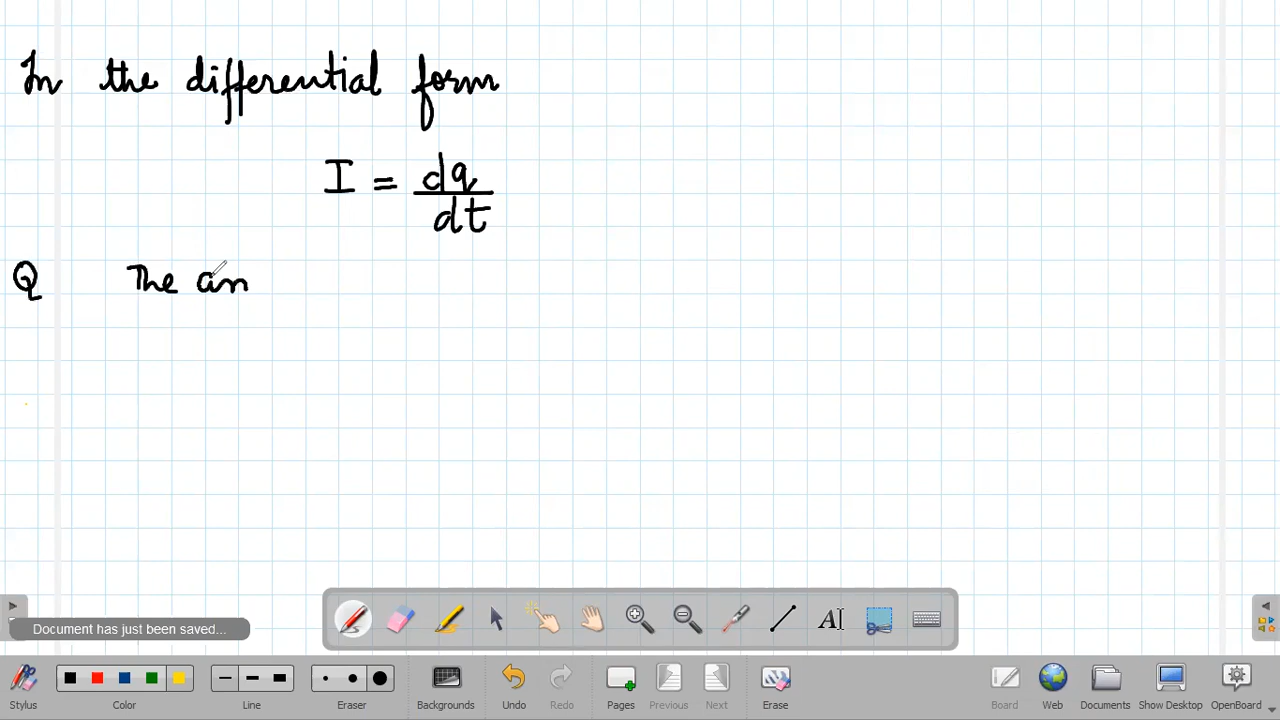 In the differential form
I = dq/dt
Q The am
Document has just been saved...
Stylus Color Line Eraser Backgrounds Undo Redo Pages Previous Next Erase Board Web Documents Show Desktop OpenBoard